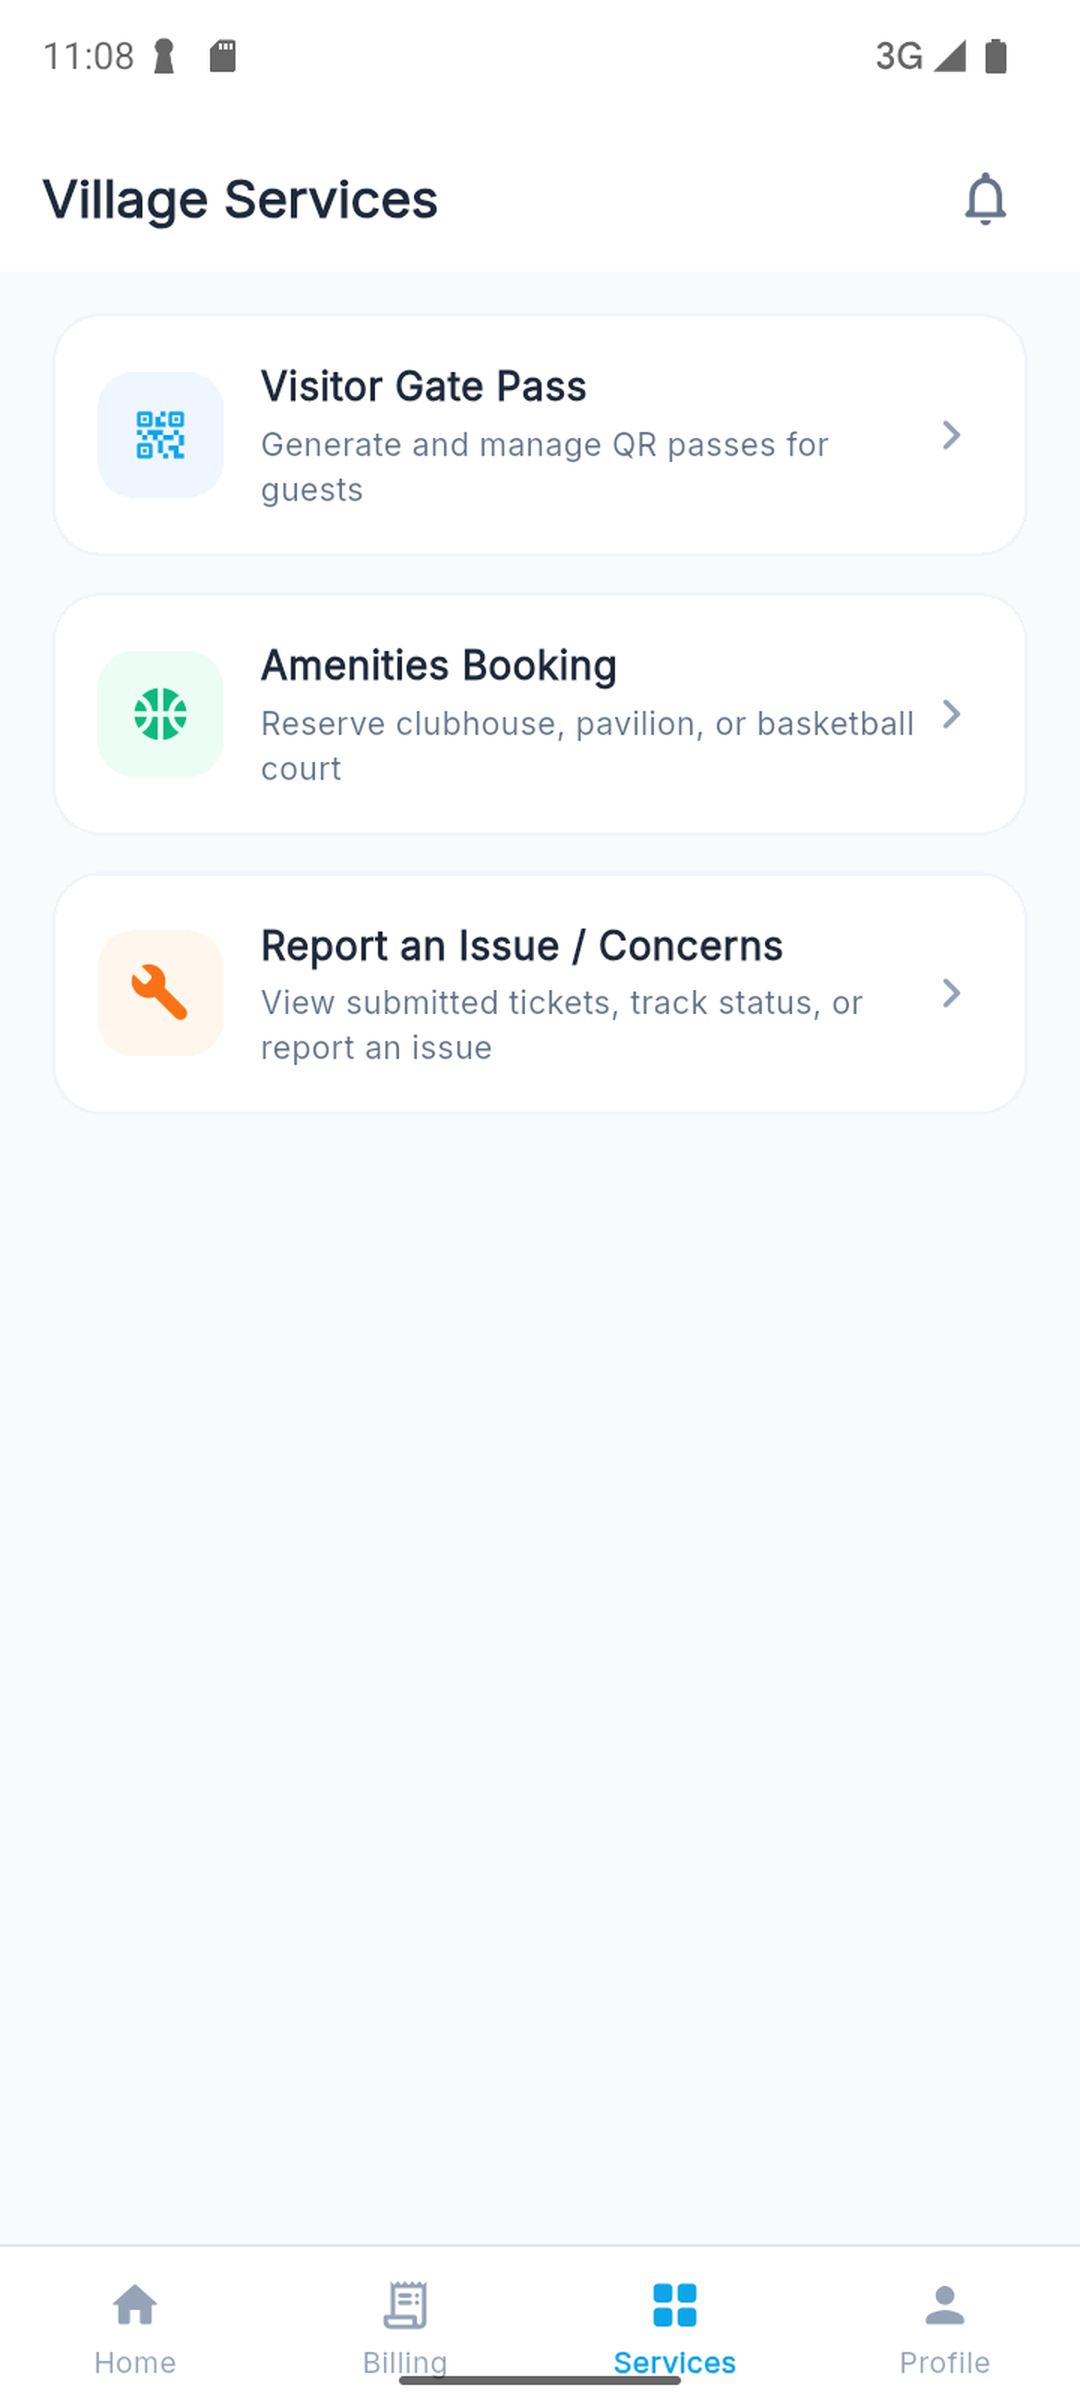 11:08
3G
Village Services
Visitor Gate Pass
Generate and manage QR passes for
guests
Amenities Booking
Reserve clubhouse, pavilion, or basketball
court
Report an Issue / Concerns
View submitted tickets, track status, or
report an issue
Home
Billing
Services
Profile